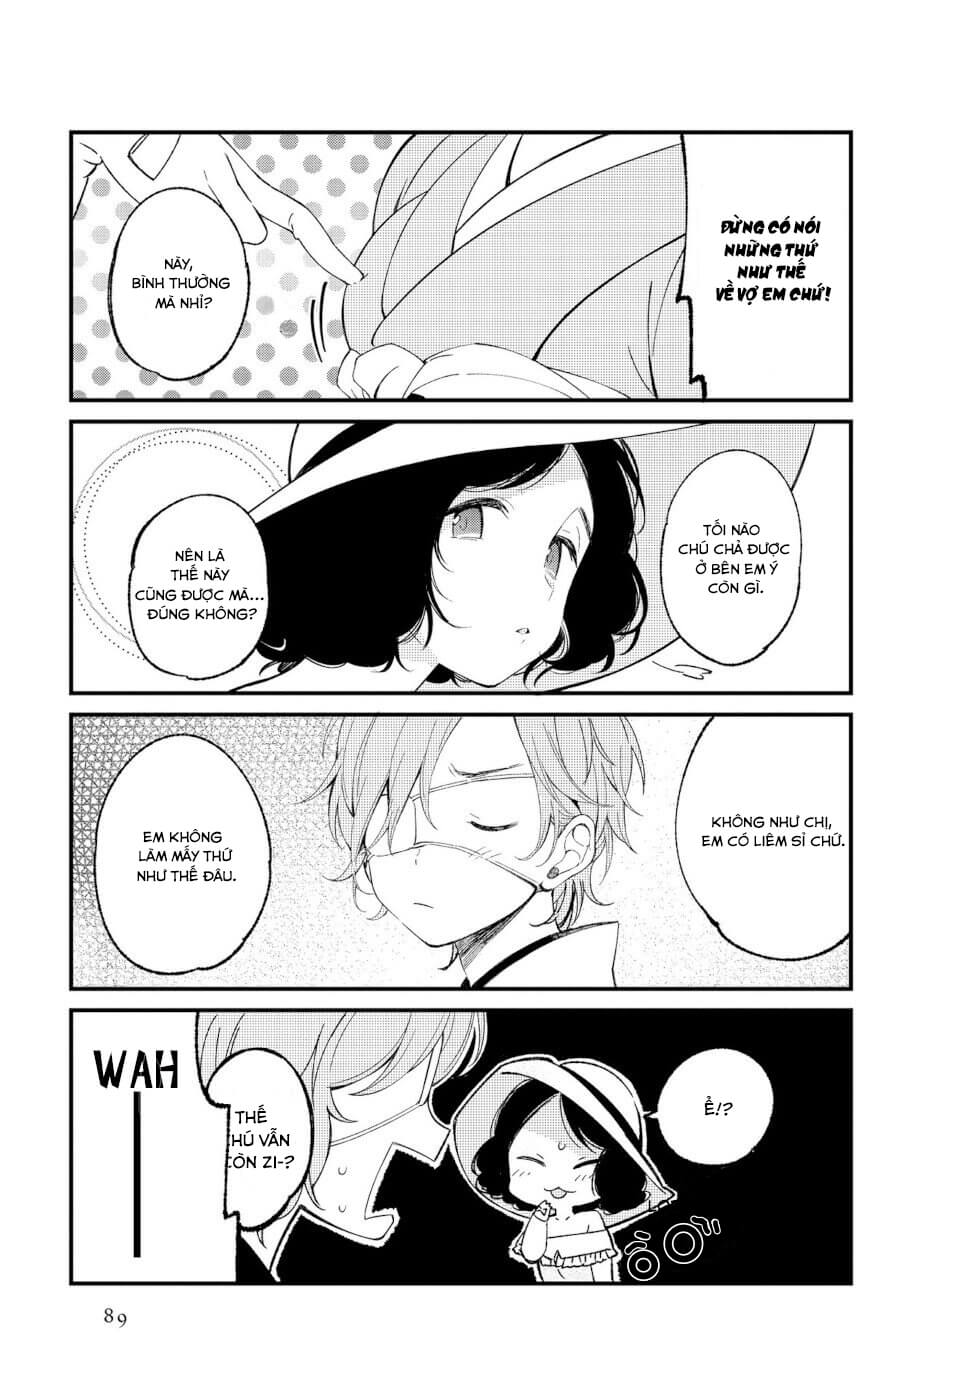 ĐỪNG CÓ NÓI
NHỮNG THỨ
NHƯ THẾ
VỀ VỢ EM CHỨ!
NÀY,
BÌNH THƯỜNG
MÀ NHỈ?
TỐI NÀO
CHÚ CHẢ ĐƯỢC
Ở BÊN EM Ý
CÒN GÌ.
NÊN LÀ
THẾ NÀY
CŨNG ĐƯỢC MÀ...
ĐÚNG KHÔNG?
KHÔNG NHƯ CHỊ,
EM CÓ LIÊM SỈ CHỨ.
EM KHÔNG
LÀM MẤY THỨ
NHƯ THẾ ĐÂU.
Ể!?
Ồ O
THẾ
CHÚ VẪN
CÒN ZI-?
WAH
89